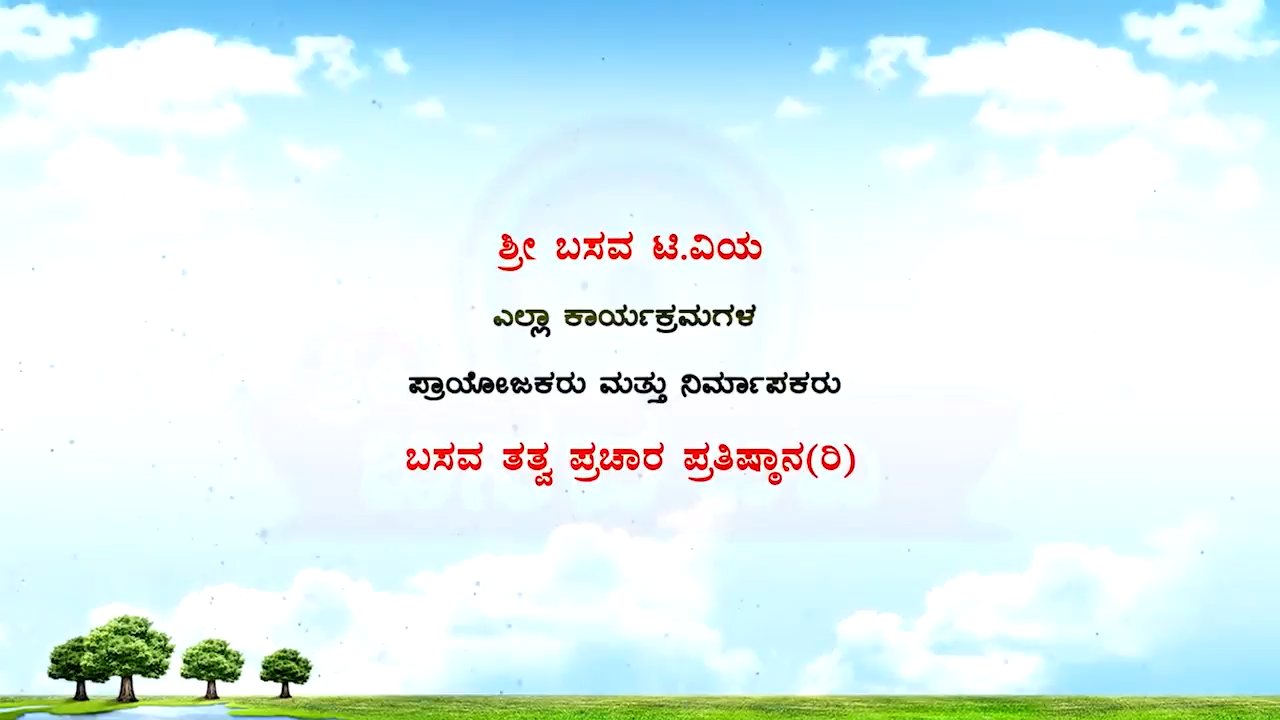 ಶ್ರೀ ಬಸವ ಟಿ.ವಿಯ
ಎಲ್ಲಾ ಕಾರ್ಯಕ್ರಮಗಳ
ಪ್ರಾಯೋಜಕರು ಮತ್ತು ನಿರ್ಮಾಪಕರು
ಬಸವ ತತ್ವ ಪ್ರಚಾರ ಪ್ರತಿಷ್ಠಾನ(ರಿ)